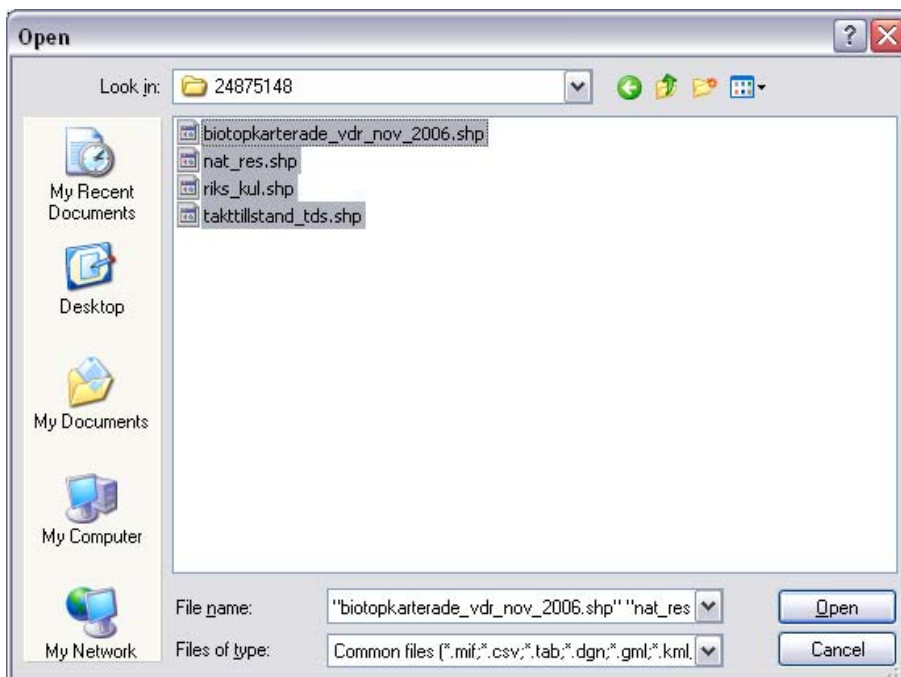 Open
Look in: 24875148
My Recent
Documents
Desktop
My Documents
My Computer
My Network
biotopkarterade_vdr_nov_2006.shp
nat_res.shp
riks_kul.shp
takttillstand_tds.shp
File name: "biotopkarterade_vdr_nov_2006.shp" "nat_res
Open
Files of type: Common files (*.mif;*.csv;*.tab;*.dgn;*.gml;*.kml,
Cancel